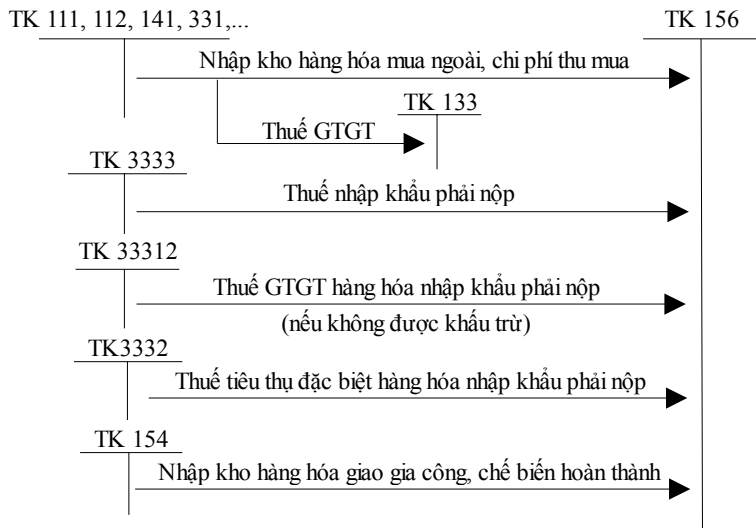 TK 111, 112, 141, 331,...
TK 156
Nhập kho hàng hóa mua ngoài, chi phí thu mua
TK 133
Thuế GTGT
TK 3333
Thuế nhập khẩu phải nộp
TK 33312
Thuế GTGT hàng hóa nhập khẩu phải nộp
(nếu không được khấu trừ)
TK3332
Thuế tiêu thụ đặc biệt hàng hóa nhập khẩu phải nộp
TK 154
Nhập kho hàng hóa giao gia công, chế biến hoàn thành